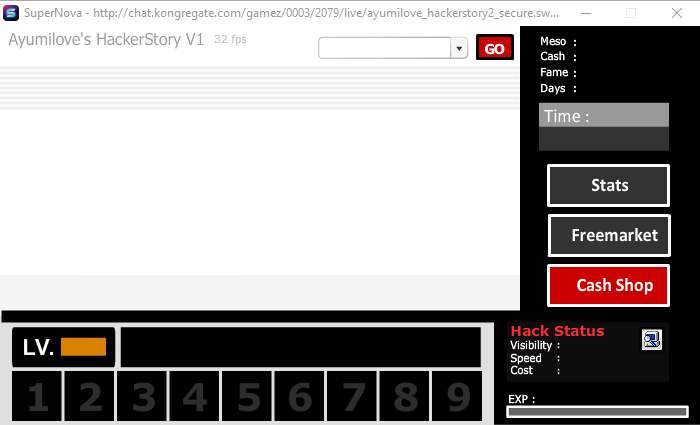 SuperNova - http://chat.kongregate.com/gamez/0003/2079/live/ayumilove_hackerstory2_secure.sw...
Ayumilove's HackerStory V1 32 fps
GO
Meso :
Cash :
Fame :
Days :
Time :
Stats
Freemarket
Cash Shop
LV.
1 2 3 4 5 6 7 8 9
Hack Status
Visibility :
Speed :
Cost :
EXP :